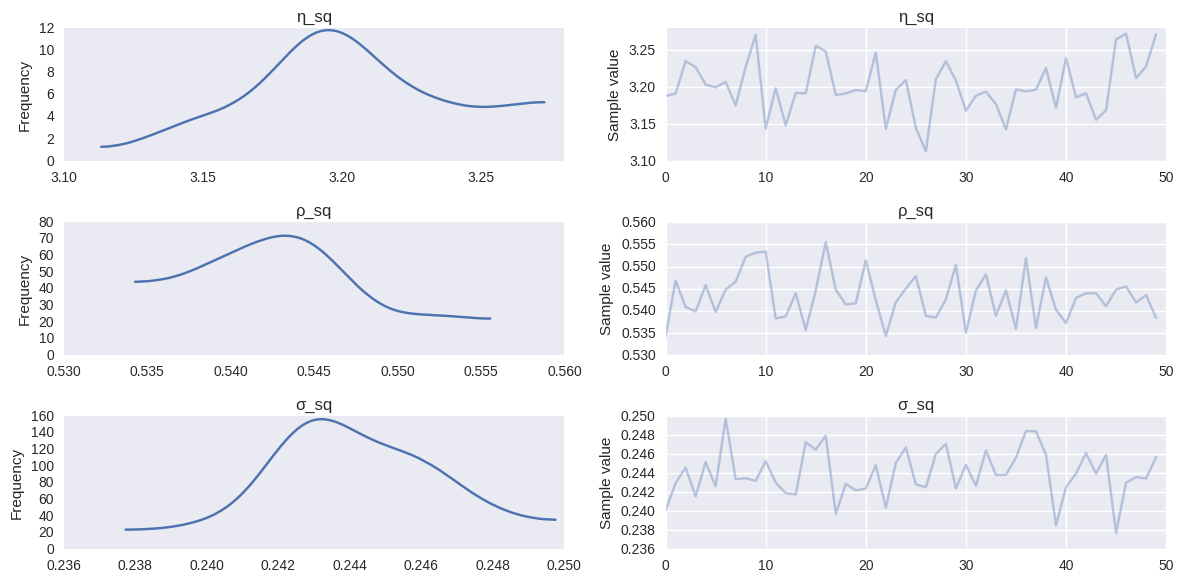 η_sq
12
10
8
6
4
2
0
Frequency
3.10 3.15 3.20 3.25
η_sq
3.25
3.20
3.15
3.10
Sample value
0 10 20 30 40 50
ρ_sq
80
70
60
50
40
30
20
10
0
Frequency
0.530 0.535 0.540 0.545 0.550 0.555 0.560
ρ_sq
0.560
0.555
0.550
0.545
0.540
0.535
0.530
Sample value
0 10 20 30 40 50
σ_sq
160
140
120
100
80
60
40
20
0
Frequency
0.236 0.238 0.240 0.242 0.244 0.246 0.248 0.250
σ_sq
0.250
0.248
0.246
0.244
0.242
0.240
0.238
0.236
Sample value
0 10 20 30 40 50